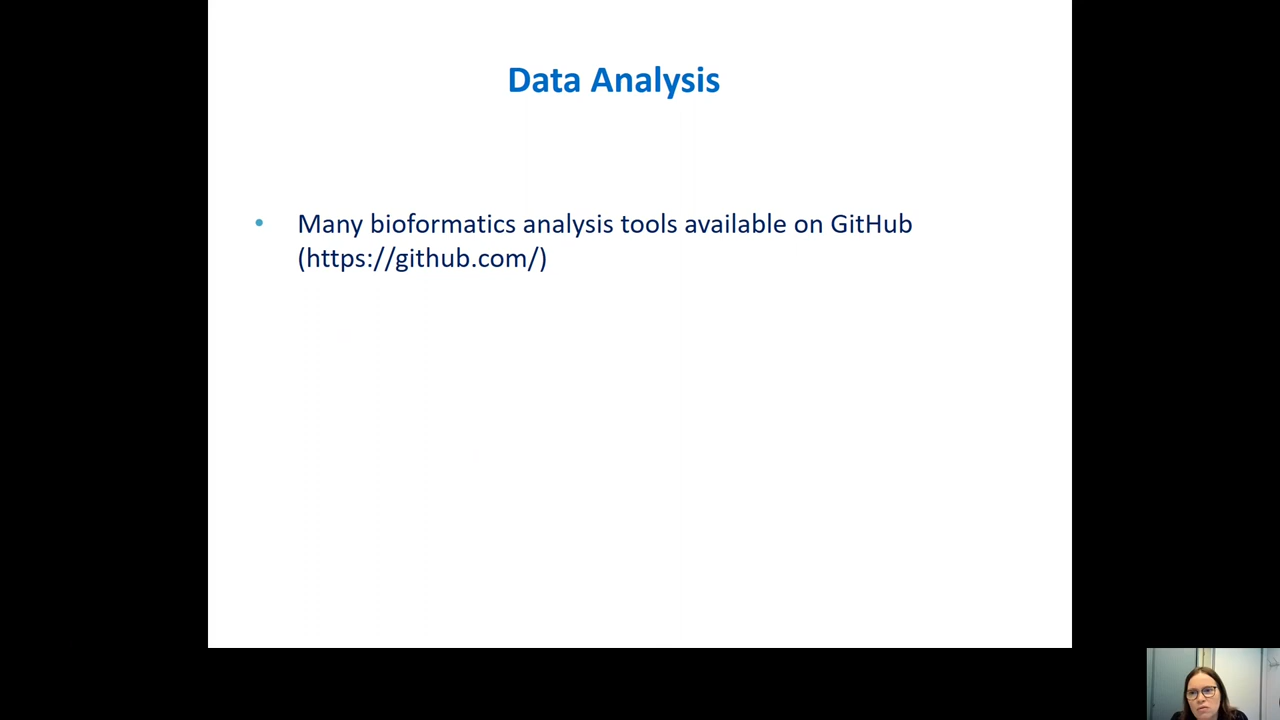 Data Analysis
• Many bioformatics analysis tools available on GitHub
(https://github.com/)